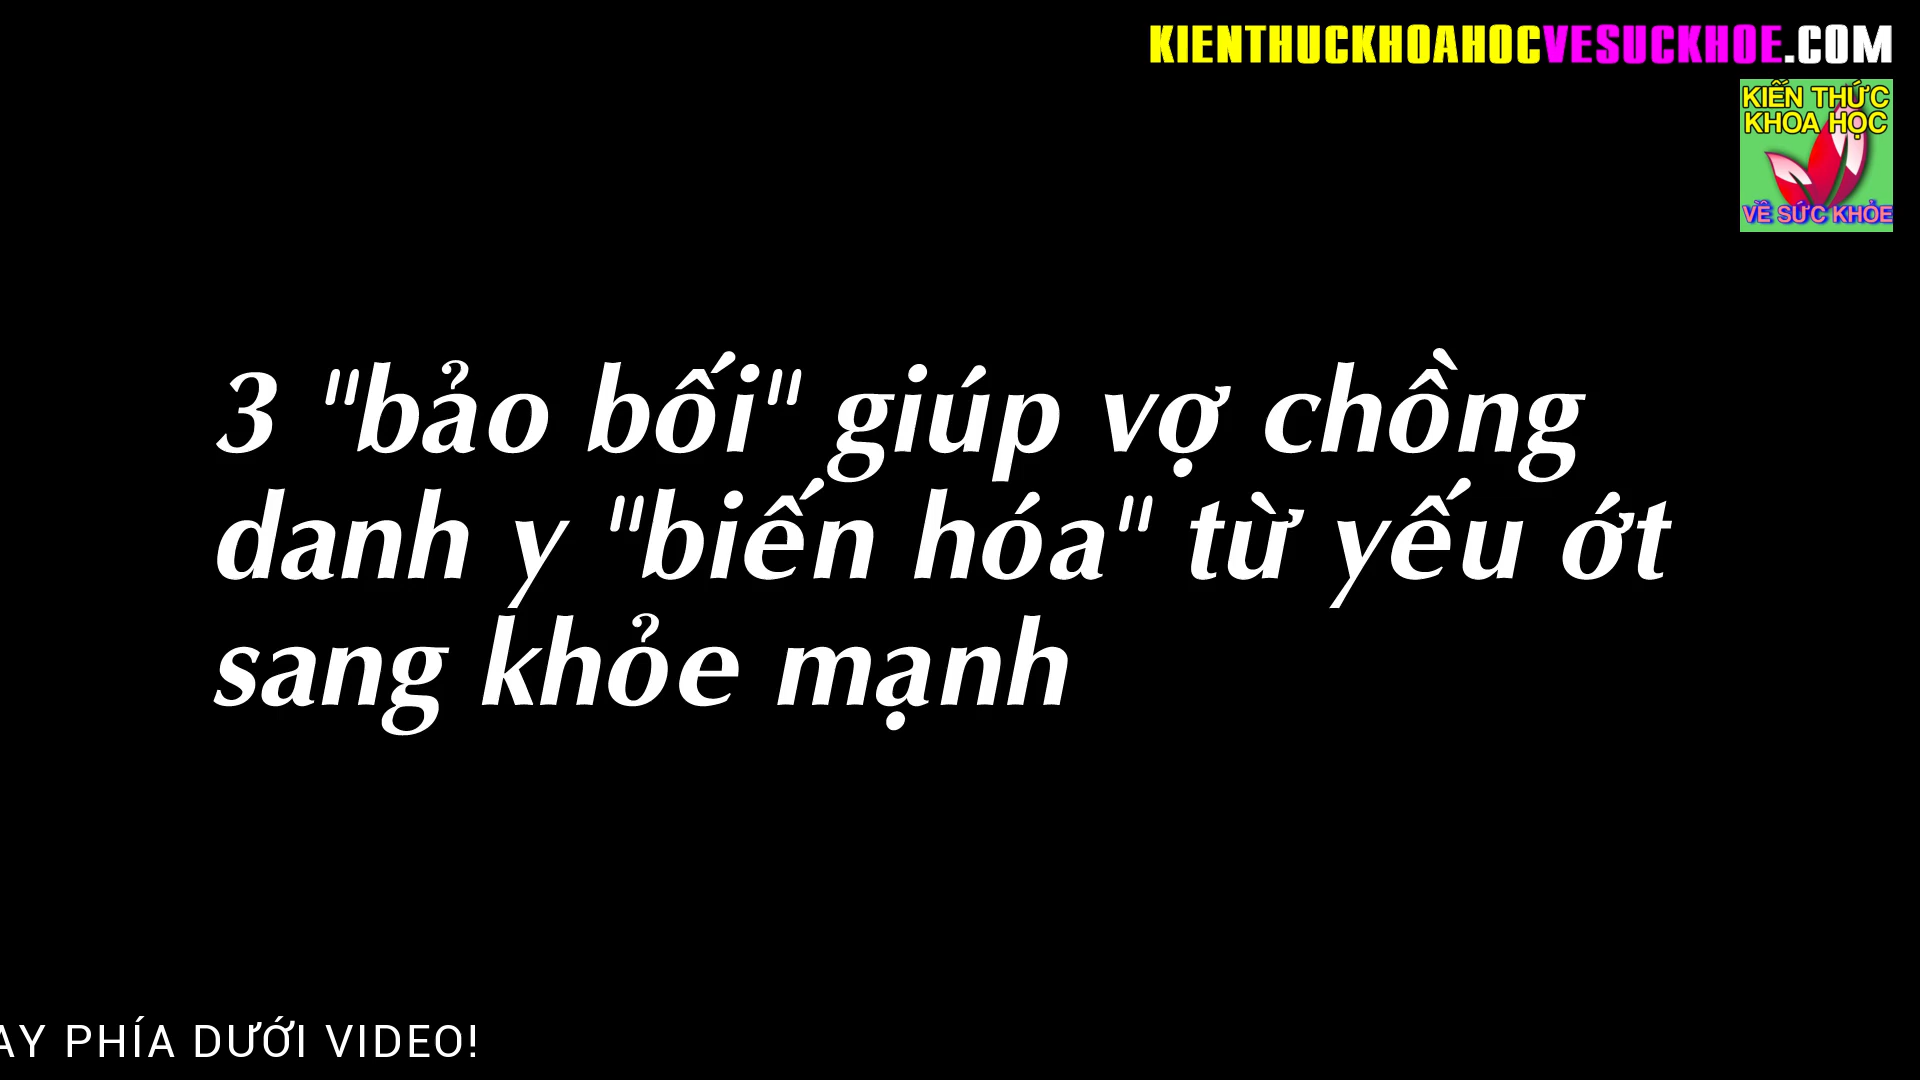 KIENTHUCKHOAHOCVESUCKHOE.COM
KIẾN THỨC
KHOA HỌC
VỀ SỨC KHỎE
3 "bảo bối" giúp vợ chồng
danh y "biến hóa" từ yếu ớt
sang khỏe mạnh
AY PHÍA DƯỚI VIDEO!